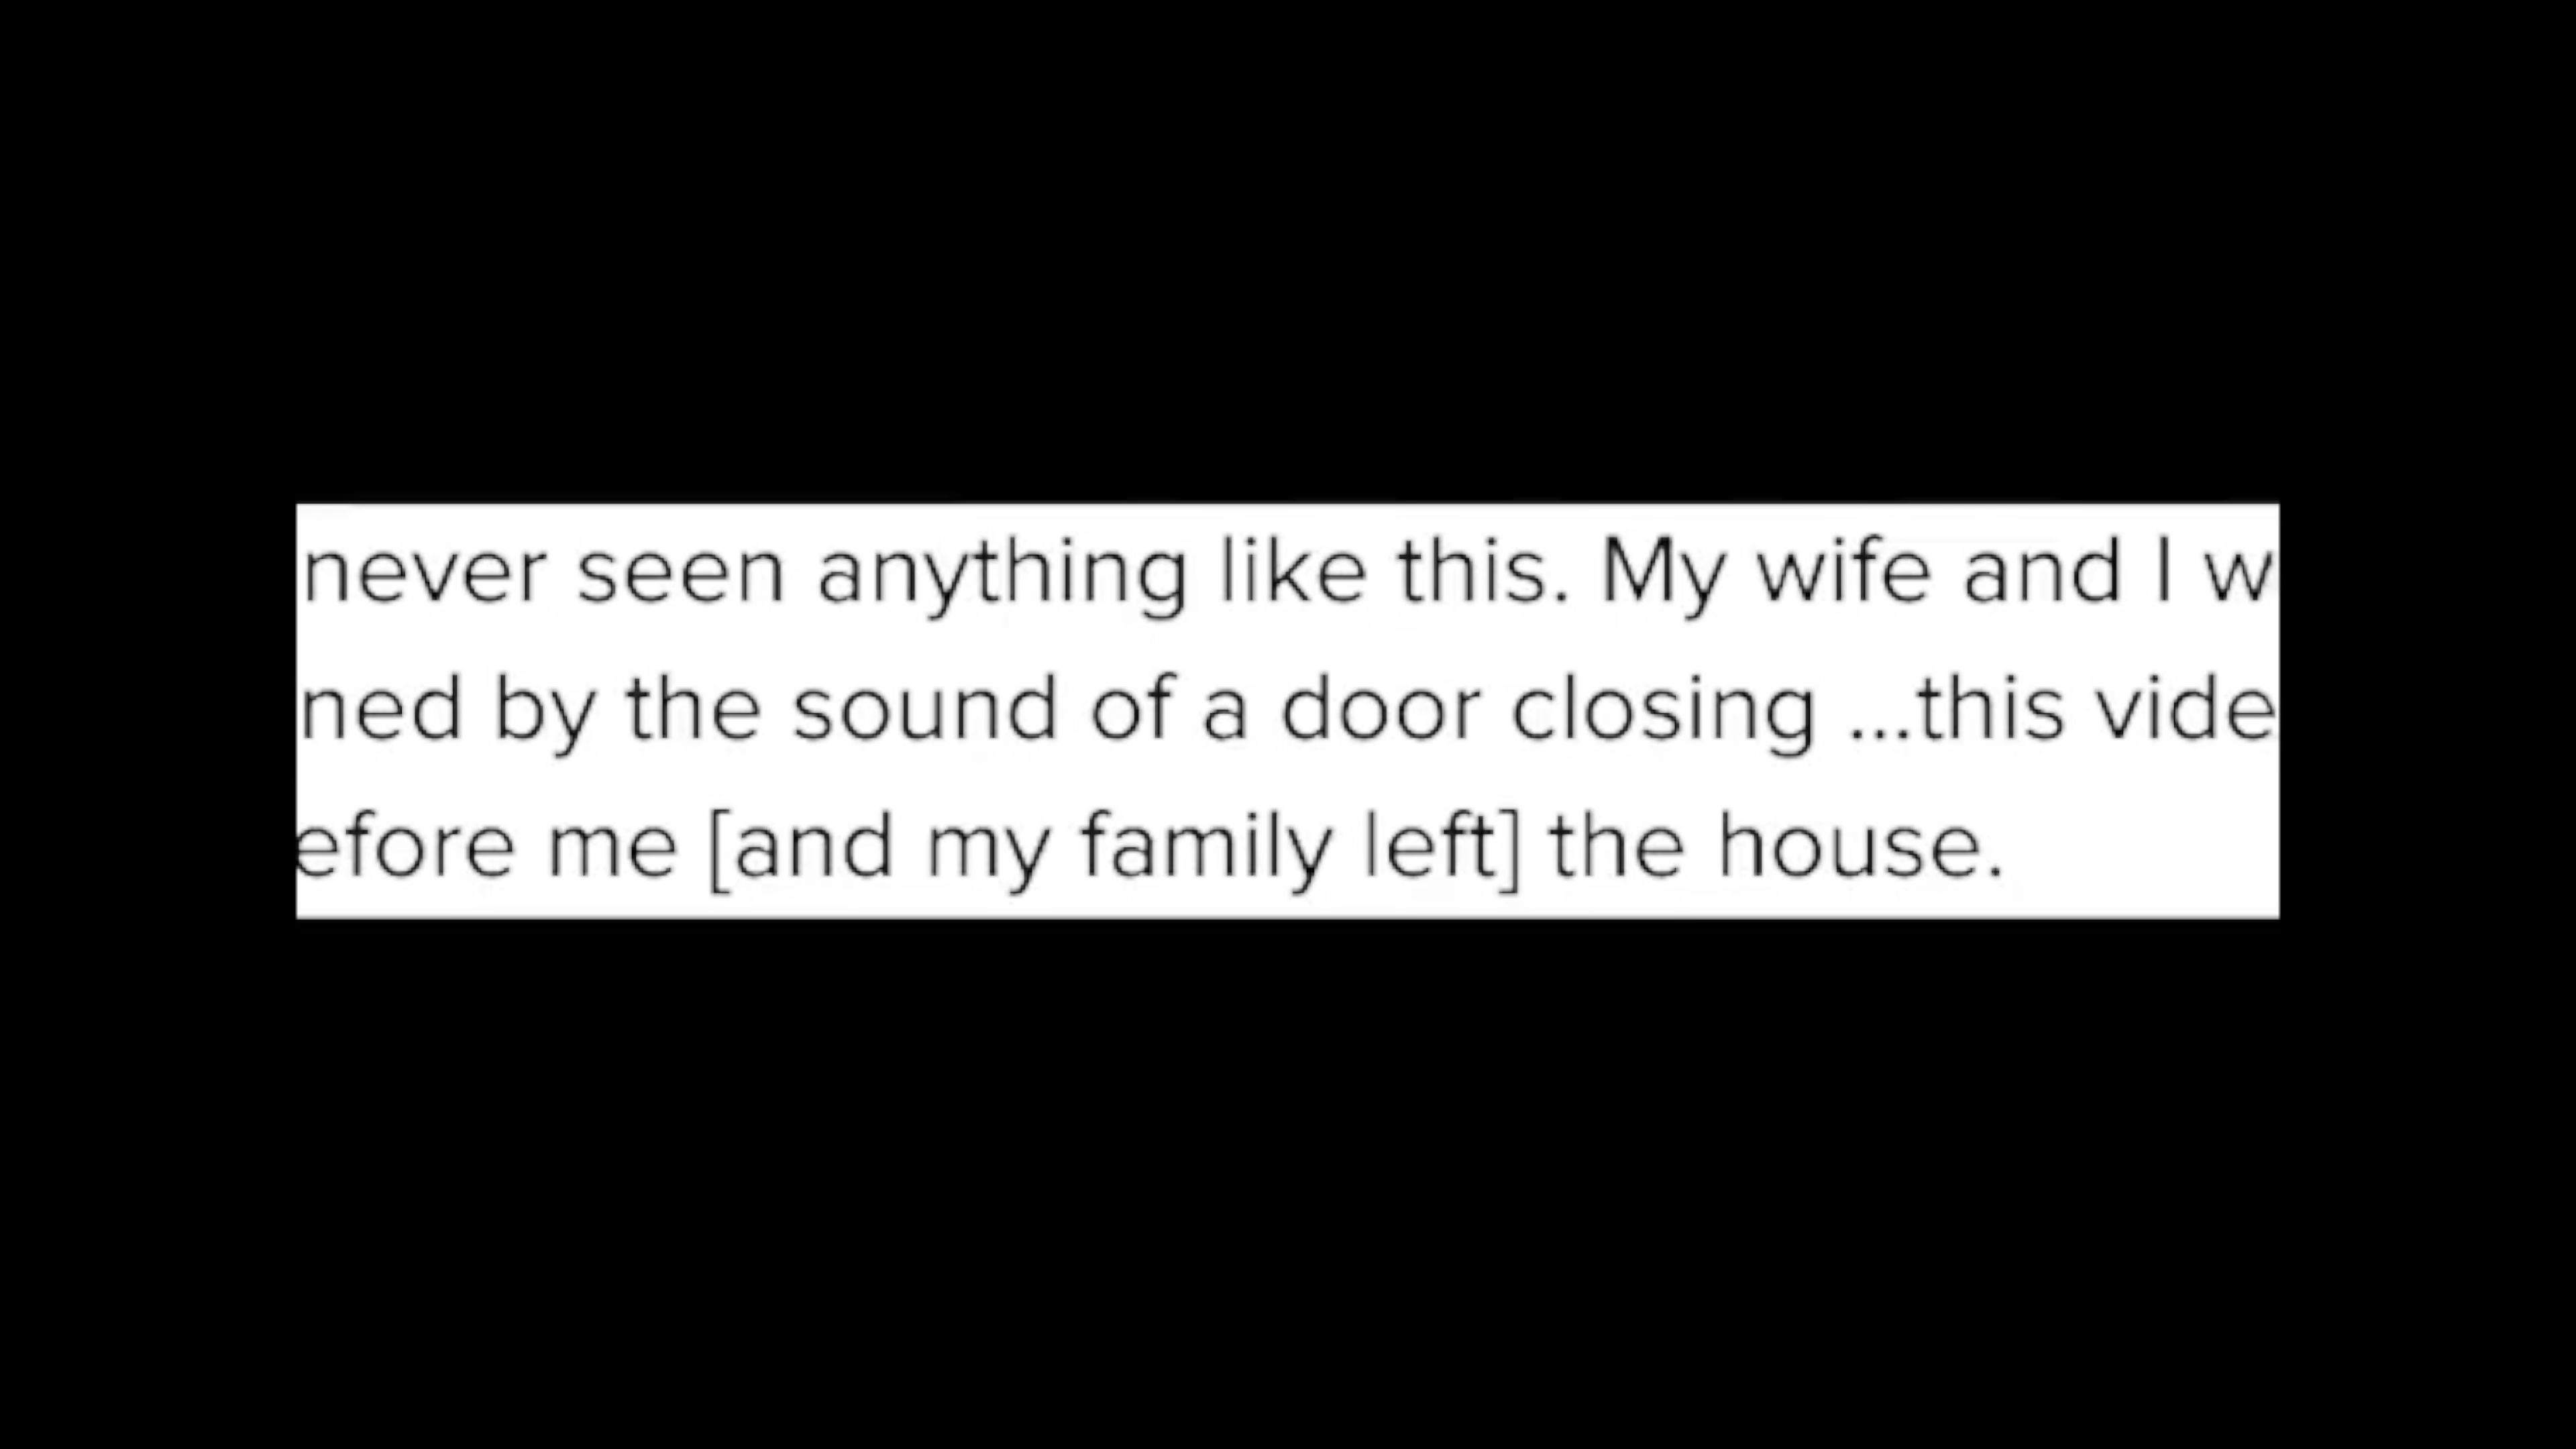 never seen anything like this. My wife and I w
ned by the sound of a door closing ...this vide
efore me [and my family left] the house.